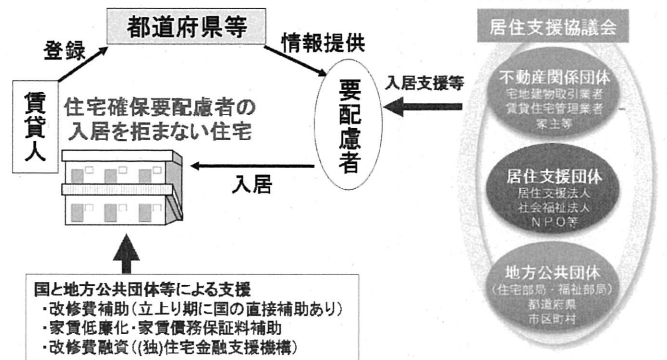 都道府県等
登録
情報提供
賃貸人
住宅確保要配慮者の
入居を拒まない住宅
要配慮者
入居
入居支援等
居住支援協議会
不動産関係団体
宅地建物取引業者
賃貸住宅管理業者
家主等
居住支援団体
居住支援法人
社会福祉法人
NPO等
地方公共団体
(住宅部局・福祉部局)
都道府県
市区町村
国と地方公共団体等による支援
・改修費補助(立上り期に国の直接補助あり)
・家賃低廉化・家賃債務保証料補助
・改修費融資((独)住宅金融支援機構)